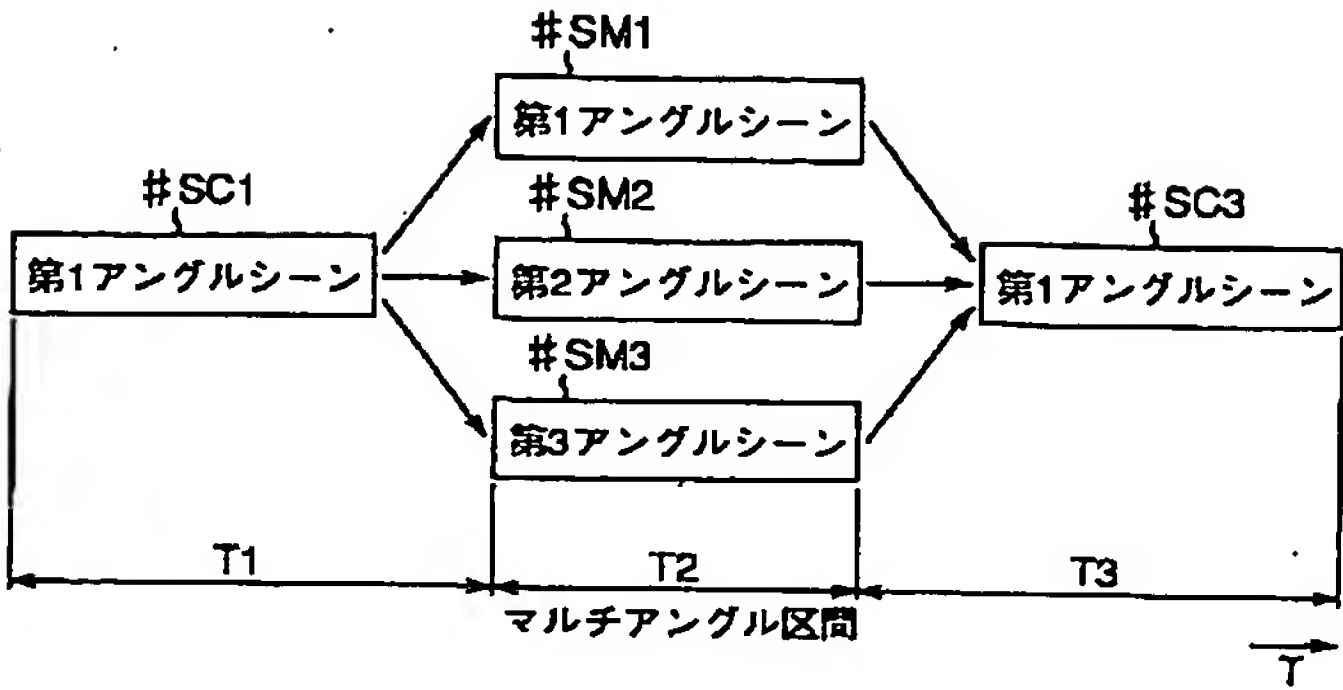 #SM1
第1アングルシーン
#SC1
第1アングルシーン
#SM2
第2アングルシーン
#SC3
第1アングルシーン
#SM3
第3アングルシーン
T1
T2
T3
マルチアングル区間
T